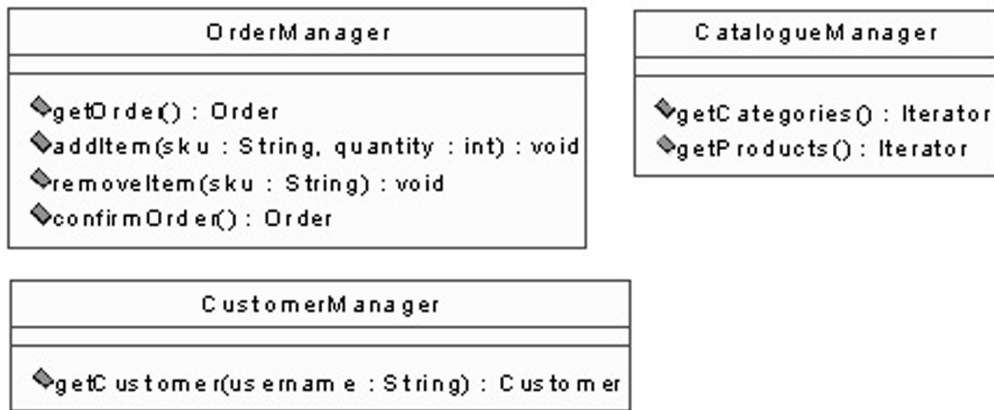 OrderManager
getOrder() : Order
addItem(sku : String, quantity : int) : void
removeItem(sku : String) : void
confirmOrder() : Order
CatalogueManager
getCategories() : Iterator
getProducts() : Iterator
CustomerManager
getCustomer(username : String) : Customer